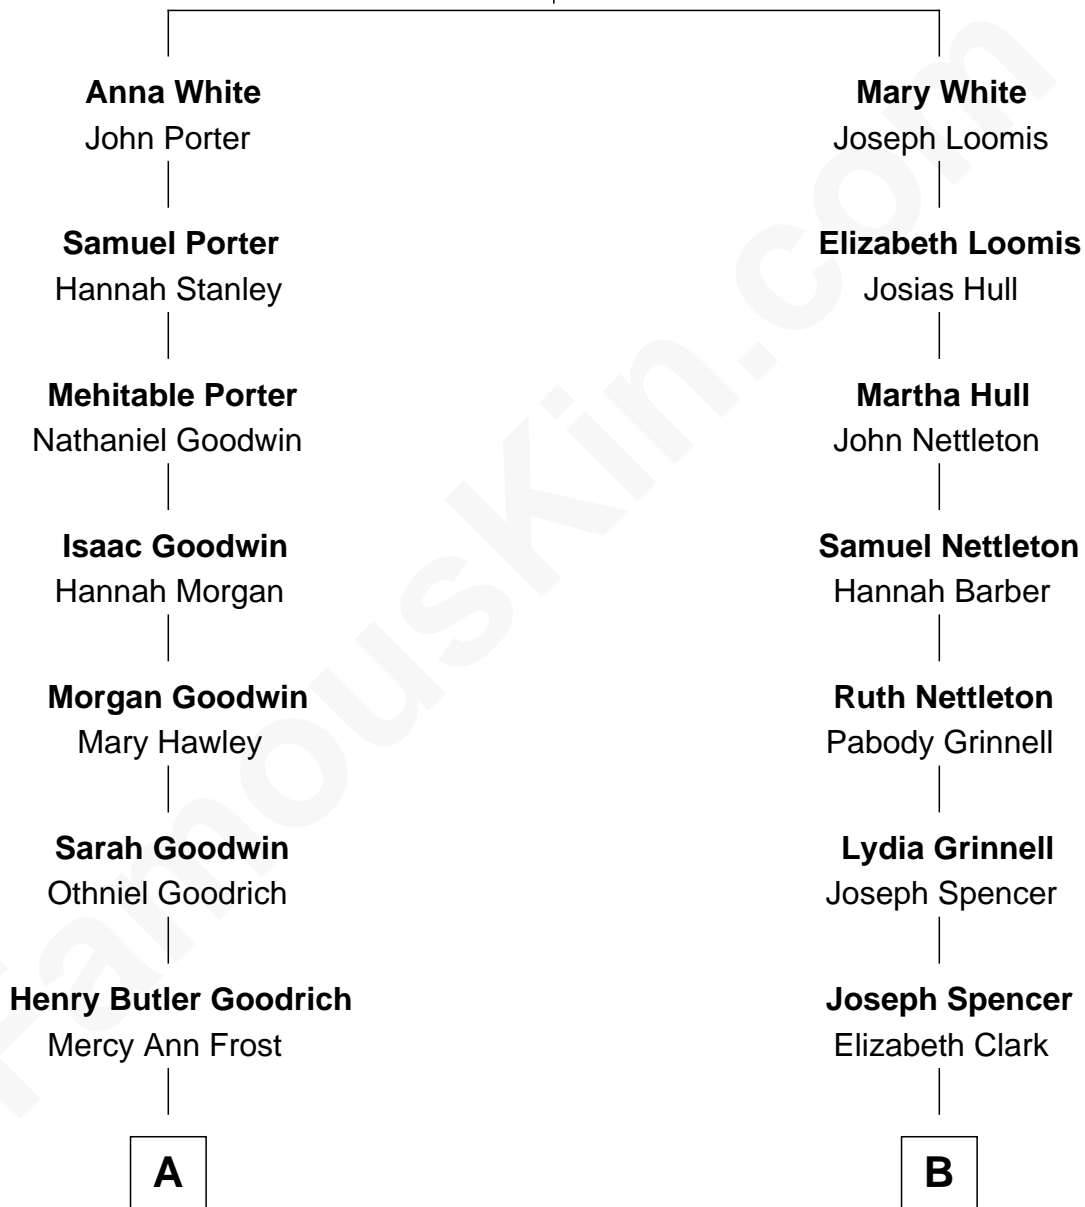 Anna White
John Porter
Mary White
Joseph Loomis
Samuel Porter
Hannah Stanley
Elizabeth Loomis
Josias Hull
Mehitable Porter
Nathaniel Goodwin
Martha Hull
John Nettleton
Isaac Goodwin
Hannah Morgan
Samuel Nettleton
Hannah Barber
Morgan Goodwin
Mary Hawley
Ruth Nettleton
Pabody Grinnell
Sarah Goodwin
Othniel Goodrich
Lydia Grinnell
Joseph Spencer
Henry Butler Goodrich
Mercy Ann Frost
Joseph Spencer
Elizabeth Clark
A
B
FamousKin.com